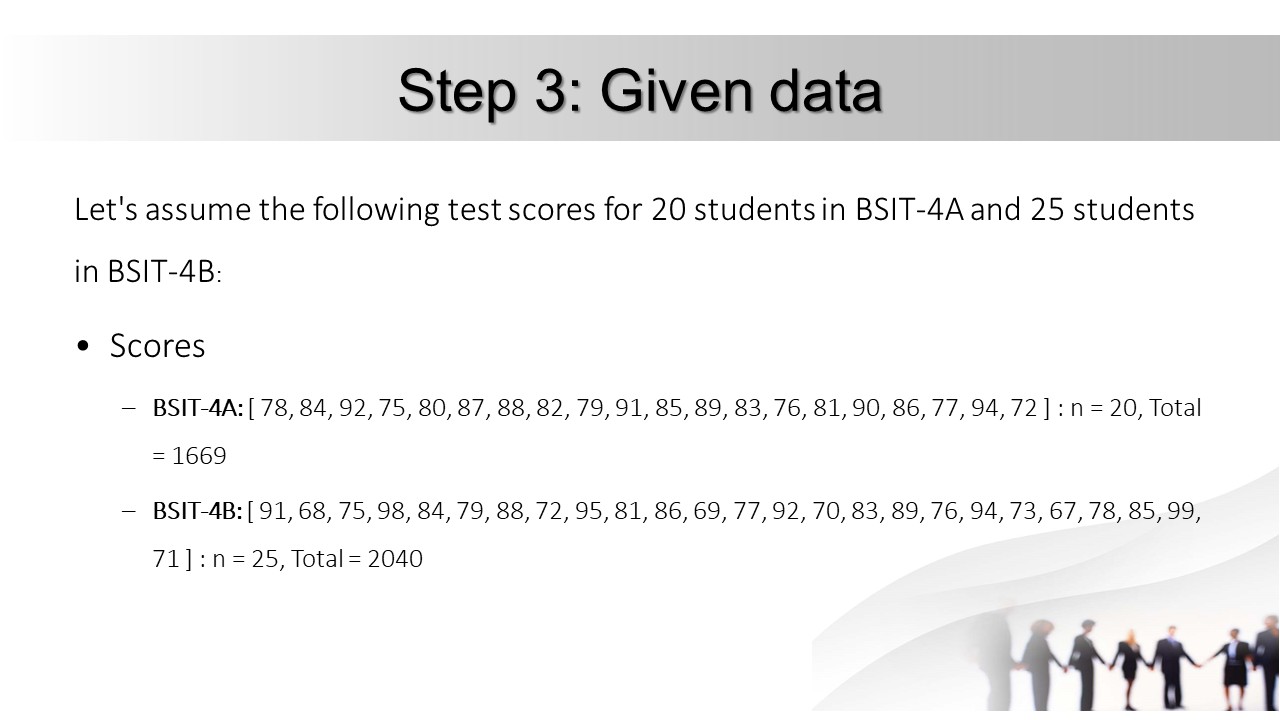 Step 3: Given data
Let's assume the following test scores for 20 students in BSIT-4A and 25 students
in BSIT-4B:
• Scores
– BSIT-4A: [ 78, 84, 92, 75, 80, 87, 88, 82, 79, 91, 85, 89, 83, 76, 81, 90, 86, 77, 94, 72 ] : n = 20, Total
= 1669
– BSIT-4B: [ 91, 68, 75, 98, 84, 79, 88, 72, 95, 81, 86, 69, 77, 92, 70, 83, 89, 76, 94, 73, 67, 78, 85, 99,
71 ] : n = 25, Total = 2040